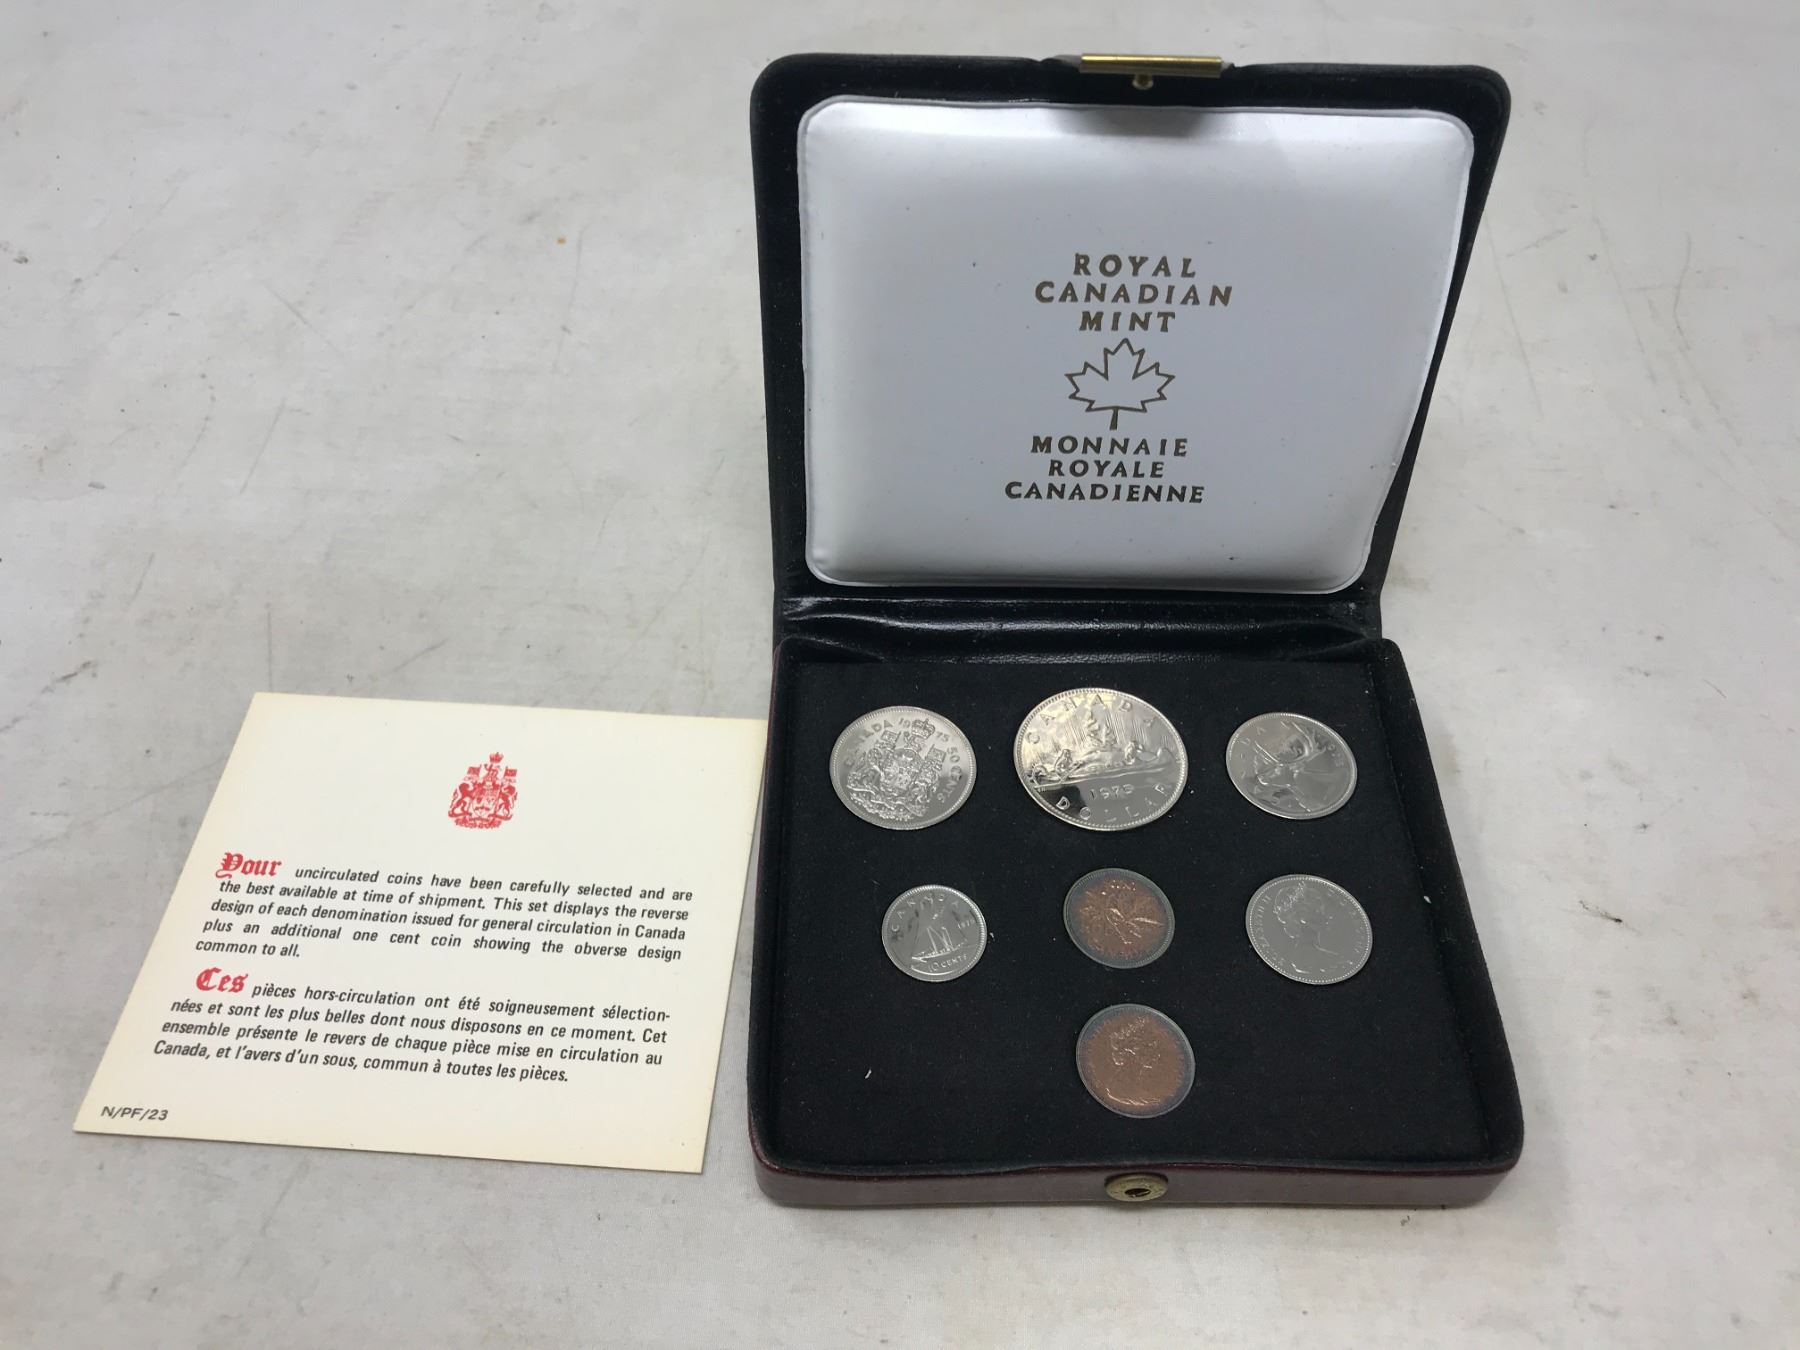 ROYAL
CANADIAN
MINT
MONNAIE
ROYALE
CANADIENNE
Your uncirculated coins have been carefully selected and are
the best available at time of shipment. This set displays the reverse
design of each denomination issued for general circulation in Canada
plus an additional one cent coin showing the obverse design
common to all.
Ces pièces hors-circulation ont été soigneusement sélection-
nées et sont les plus belles dont nous disposons en ce moment. Cet
ensemble présente le revers de chaque pièce mise en circulation au
Canada, et l'avers d'un sous, commun à toutes les pièces.
N/PF/23
CANADA 1975 50 CENTS
CANADA
1975
DOLLAR
CANADA
10 CENTS